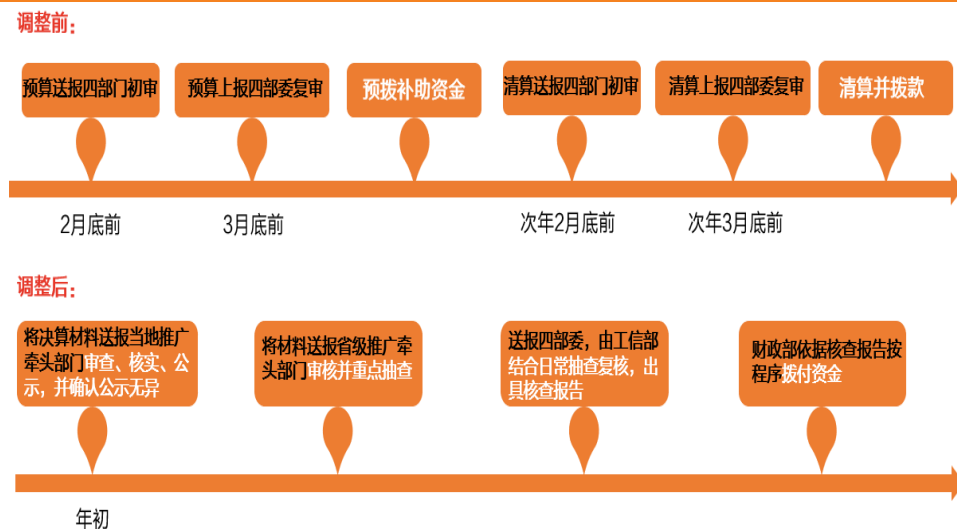 调整前：
预算送报四部门初审
预算上报四部委复审
预拨补助资金
清算送报四部门初审
清算上报四部委复审
清算并拨款
2月底前
3月底前
次年2月底前
次年3月底前
调整后：
将决算材料送报当地推广
牵头部门审查、核实、公
示，并确认公示无异
将材料送报省级推广牵
头部门审核并重点抽查
送报四部委，由工信部
结合日常抽查复核，出
具核查报告
财政部依据核查报告按
程序拨付资金
年初